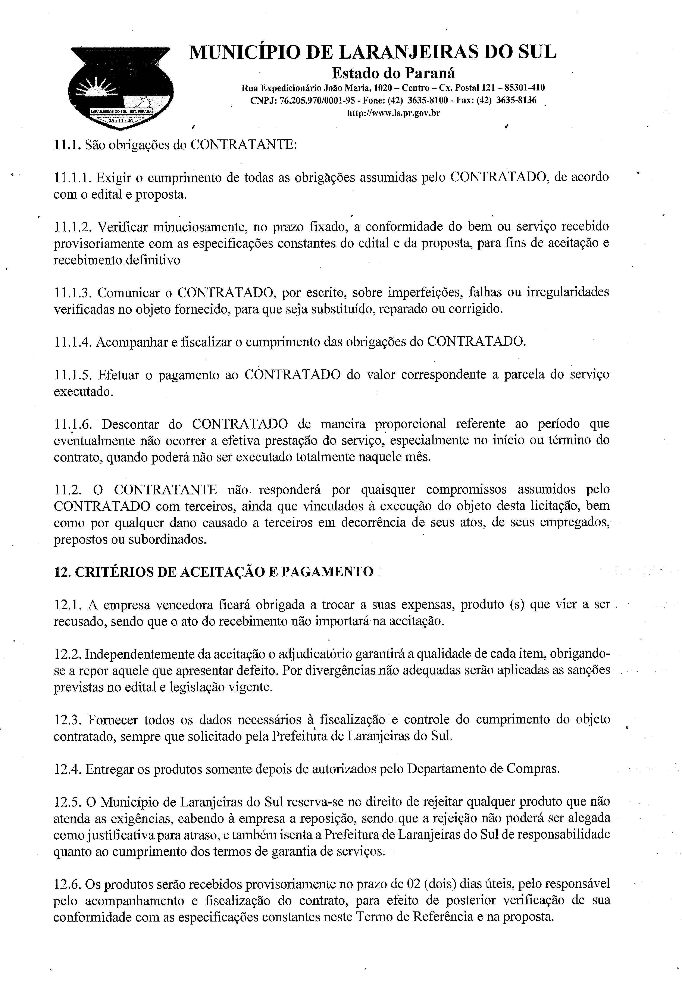 MUNICÍPIO DE LARANJEIRAS DO SUL
Estado do Paraná
Rua Expedicionário João Maria, 1020 – Centro – Cx. Postal 121 – 85301-410
CNPJ: 76.205.970/0001-95 - Fone: (42) 3635-8100 - Fax: (42) 3635-8136
http://www.ls.pr.gov.br
LARANJEIRAS DO SUL - EST. PARANÁ
30 - 11 - 46
11.1. São obrigações do CONTRATANTE:
11.1.1. Exigir o cumprimento de todas as obrigações assumidas pelo CONTRATADO, de acordo
com o edital e proposta.
11.1.2. Verificar minuciosamente, no prazo fixado, a conformidade do bem ou serviço recebido
provisoriamente com as especificações constantes do edital e da proposta, para fins de aceitação e
recebimento definitivo
11.1.3. Comunicar o CONTRATADO, por escrito, sobre imperfeições, falhas ou irregularidades
verificadas no objeto fornecido, para que seja substituído, reparado ou corrigido.
11.1.4. Acompanhar e fiscalizar o cumprimento das obrigações do CONTRATADO.
11.1.5. Efetuar o pagamento ao CONTRATADO do valor correspondente a parcela do serviço
executado.
11.1.6. Descontar do CONTRATADO de maneira proporcional referente ao período que
eventualmente não ocorrer a efetiva prestação do serviço, especialmente no início ou término do
contrato, quando poderá não ser executado totalmente naquele mês.
11.2. O CONTRATANTE não responderá por quaisquer compromissos assumidos pelo
CONTRATADO com terceiros, ainda que vinculados à execução do objeto desta licitação, bem
como por qualquer dano causado a terceiros em decorrência de seus atos, de seus empregados,
prepostos ou subordinados.
12. CRITÉRIOS DE ACEITAÇÃO E PAGAMENTO
12.1. A empresa vencedora ficará obrigada a trocar a suas expensas, produto (s) que vier a ser
recusado, sendo que o ato do recebimento não importará na aceitação.
12.2. Independentemente da aceitação o adjudicatório garantirá a qualidade de cada item, obrigando-
se a repor aquele que apresentar defeito. Por divergências não adequadas serão aplicadas as sanções
previstas no edital e legislação vigente.
12.3. Fornecer todos os dados necessários à fiscalização e controle do cumprimento do objeto
contratado, sempre que solicitado pela Prefeitura de Laranjeiras do Sul.
12.4. Entregar os produtos somente depois de autorizados pelo Departamento de Compras.
12.5. O Município de Laranjeiras do Sul reserva-se no direito de rejeitar qualquer produto que não
atenda as exigências, cabendo à empresa a reposição, sendo que a rejeição não poderá ser alegada
como justificativa para atraso, e também isenta a Prefeitura de Laranjeiras do Sul de responsabilidade
quanto ao cumprimento dos termos de garantia de serviços.
12.6. Os produtos serão recebidos provisoriamente no prazo de 02 (dois) dias úteis, pelo responsável
pelo acompanhamento e fiscalização do contrato, para efeito de posterior verificação de sua
conformidade com as especificações constantes neste Termo de Referência e na proposta.